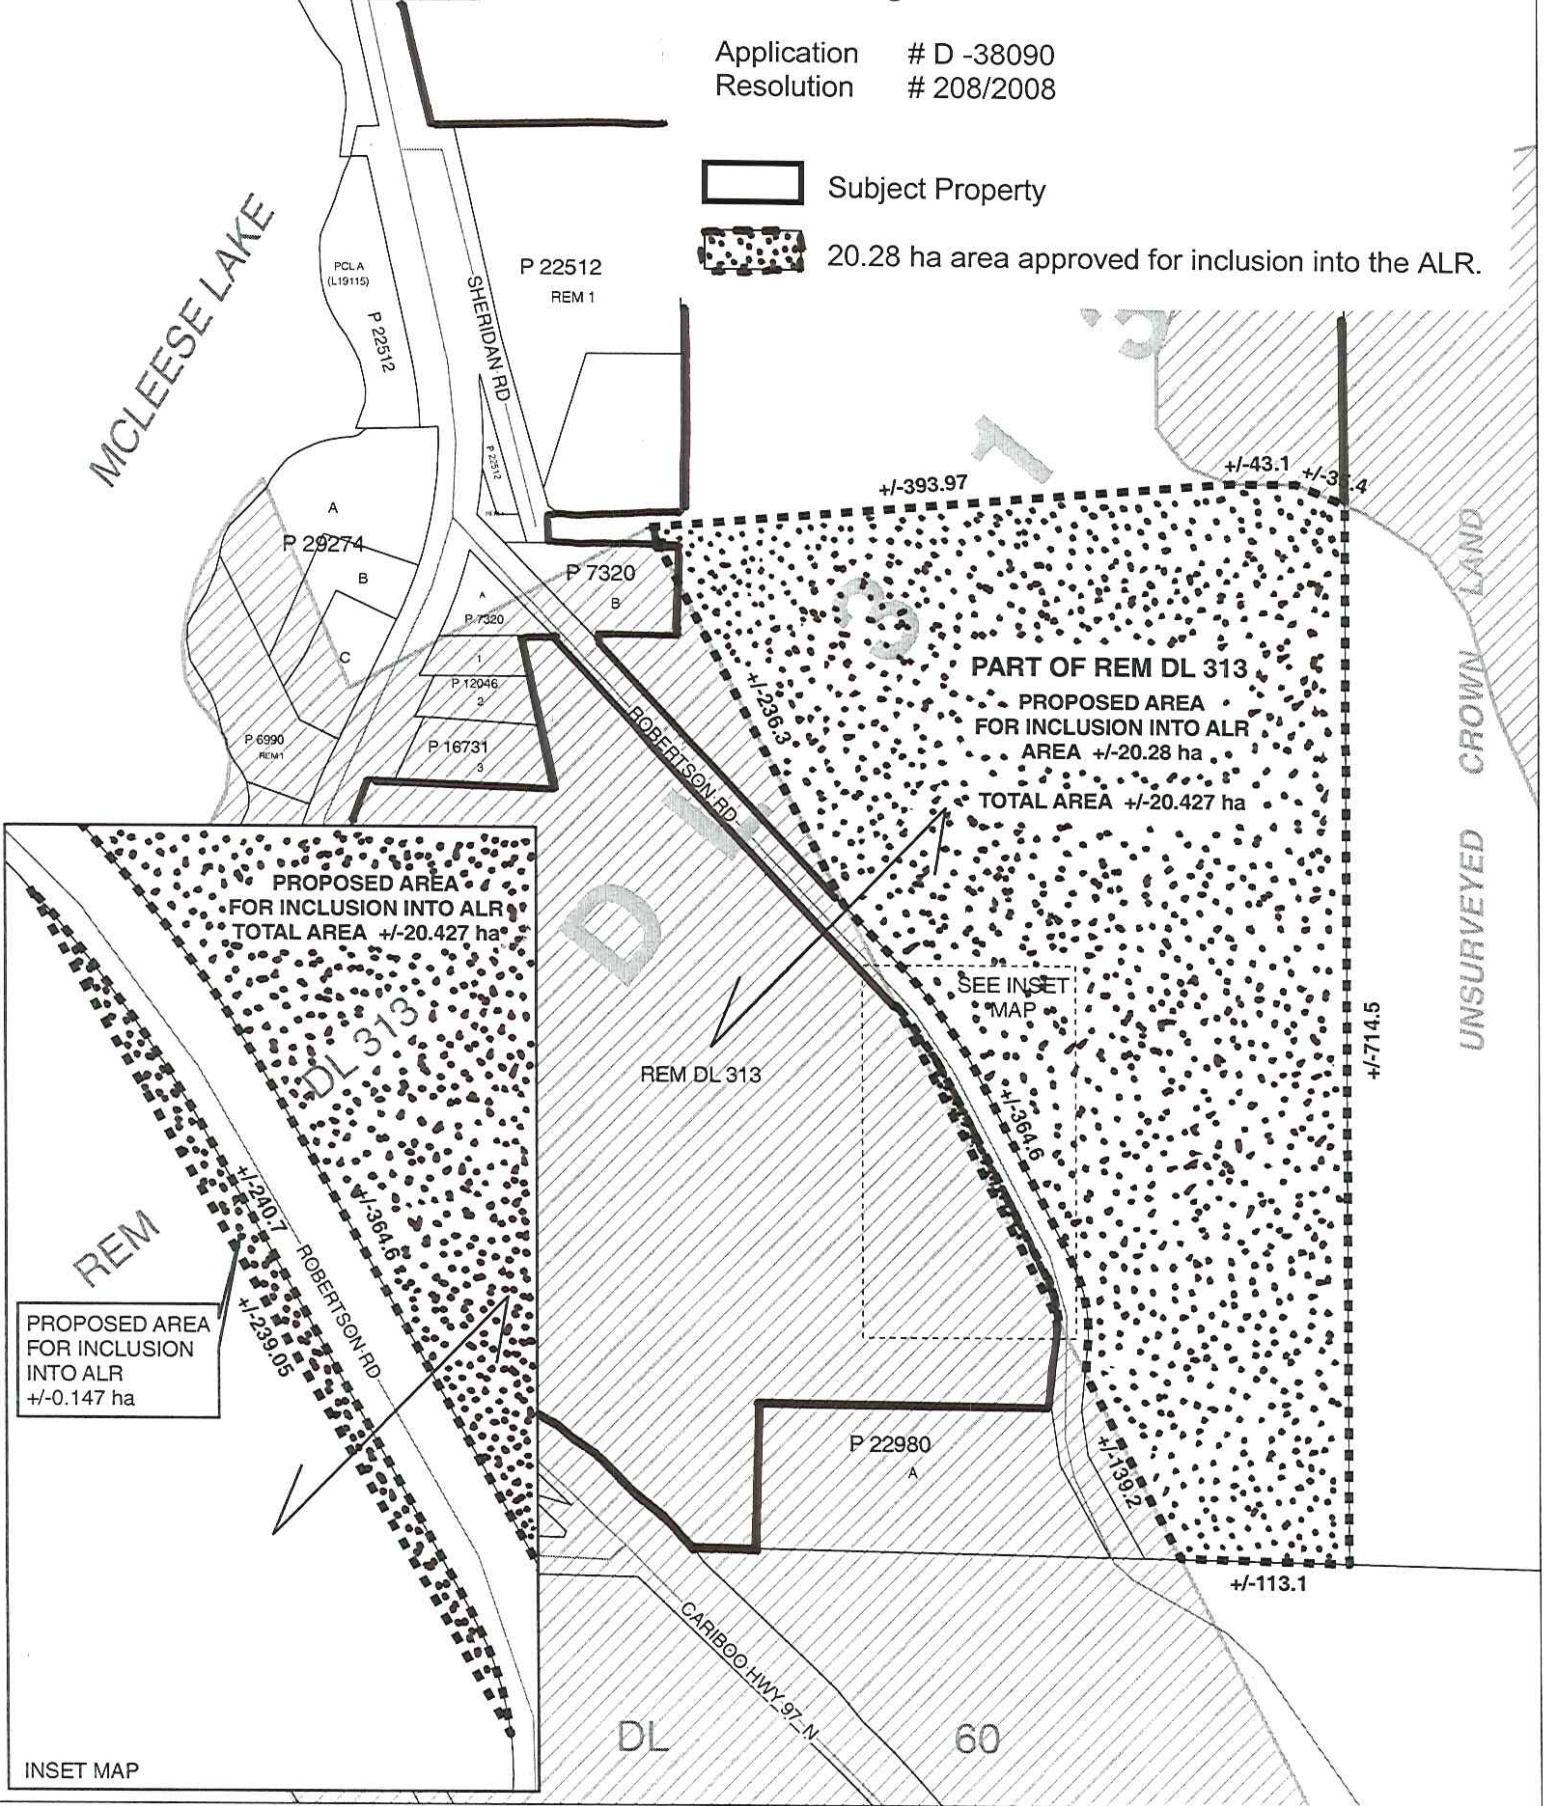 Application # D -38090
Resolution # 208/2008
Subject Property
20.28 ha area approved for inclusion into the ALR.
MCLEESE LAKE
PCL A
(L19115)
P 22512
SHERIDAN RD
P 22512
REM 1
P 22512
A
P 29274
B
C
P 6990
REM 1
A
P 7320
P 7320
B
1
P 12046
2
P 16731
3
ROBERTSON RD
D L 3 1 3
+/-393.97
+/-43.1
+/-236.3
PART OF REM DL 313
PROPOSED AREA
FOR INCLUSION INTO ALR
AREA +/-20.28 ha
TOTAL AREA +/-20.427 ha
UNSURVEYED CROWN LAND
SEE INSET
MAP
+/-714.5
REM DL 313
+/-364.6
P 22980
A
+/-139.2
+/-113.1
CARIBOO HWY 97 N
DL 60
PROPOSED AREA
FOR INCLUSION INTO ALR
TOTAL AREA +/-20.427 ha
DL 313
REM
+/-240.7
+/-364.6
ROBERTSON RD
+/-239.05
PROPOSED AREA
FOR INCLUSION
INTO ALR
+/-0.147 ha
INSET MAP